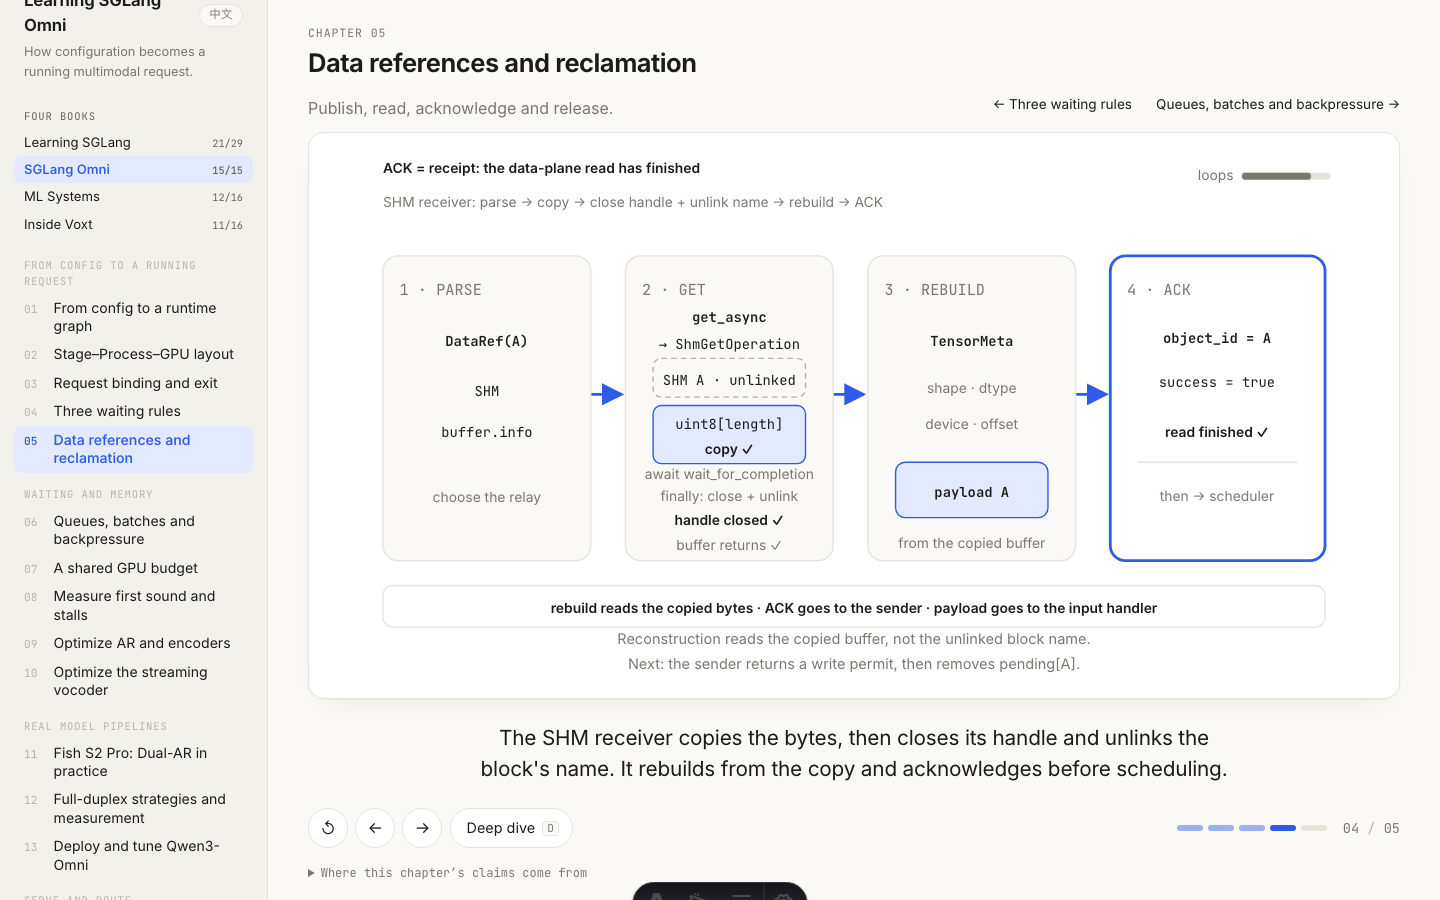 Learning SGLang
Omni
中文
How configuration becomes a
running multimodal request.
FOUR BOOKS
Learning SGLang 21/29
SGLang Omni 15/15
ML Systems 12/16
Inside Voxt 11/16
FROM CONFIG TO A RUNNING
REQUEST
01 From config to a runtime
graph
02 Stage–Process–GPU layout
03 Request binding and exit
04 Three waiting rules
05 Data references and
reclamation
WAITING AND MEMORY
06 Queues, batches and
backpressure
07 A shared GPU budget
08 Measure first sound and
stalls
09 Optimize AR and encoders
10 Optimize the streaming
vocoder
REAL MODEL PIPELINES
11 Fish S2 Pro: Dual-AR in
practice
12 Full-duplex strategies and
measurement
13 Deploy and tune Qwen3-
Omni
SERVE AND ROUTE
CHAPTER 05
Data references and reclamation
Publish, read, acknowledge and release.
← Three waiting rules
Queues, batches and backpressure →
ACK = receipt: the data-plane read has finished
loops
SHM receiver: parse → copy → close handle + unlink name → rebuild → ACK
1 · PARSE
DataRef(A)
SHM
buffer.info
choose the relay
2 · GET
get_async
→ ShmGetOperation
SHM A · unlinked
uint8[length]
copy ✓
await wait_for_completion
finally: close + unlink
handle closed ✓
buffer returns ✓
3 · REBUILD
TensorMeta
shape · dtype
device · offset
payload A
from the copied buffer
4 · ACK
object_id = A
success = true
read finished ✓
then → scheduler
rebuild reads the copied bytes · ACK goes to the sender · payload goes to the input handler
Reconstruction reads the copied buffer, not the unlinked block name.
Next: the sender returns a write permit, then removes pending[A].
The SHM receiver copies the bytes, then closes its handle and unlinks the
block's name. It rebuilds from the copy and acknowledges before scheduling.
Deep dive D
04 / 05
▶ Where this chapter's claims come from